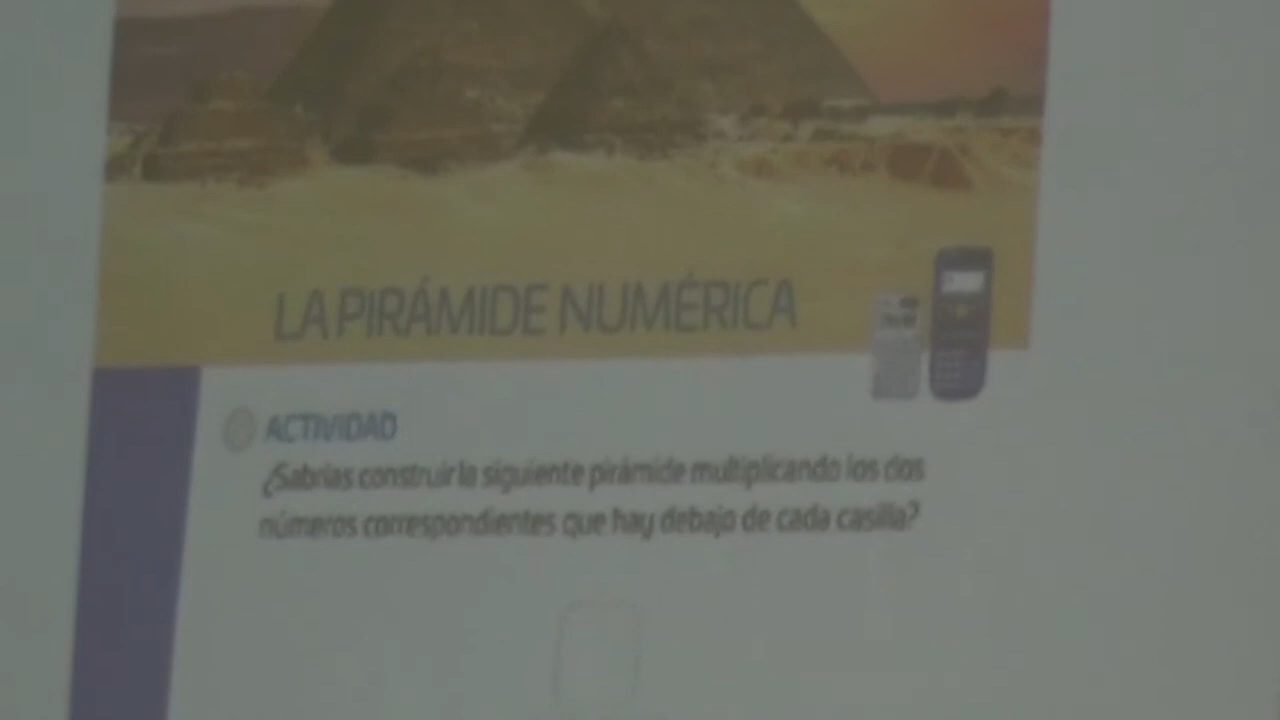 LA PIRÁMIDE NUMÉRICA
ACTIVIDAD
¿Sabrías construir la siguiente pirámide multiplicando los dos
números correspondientes que hay debajo de cada casilla?